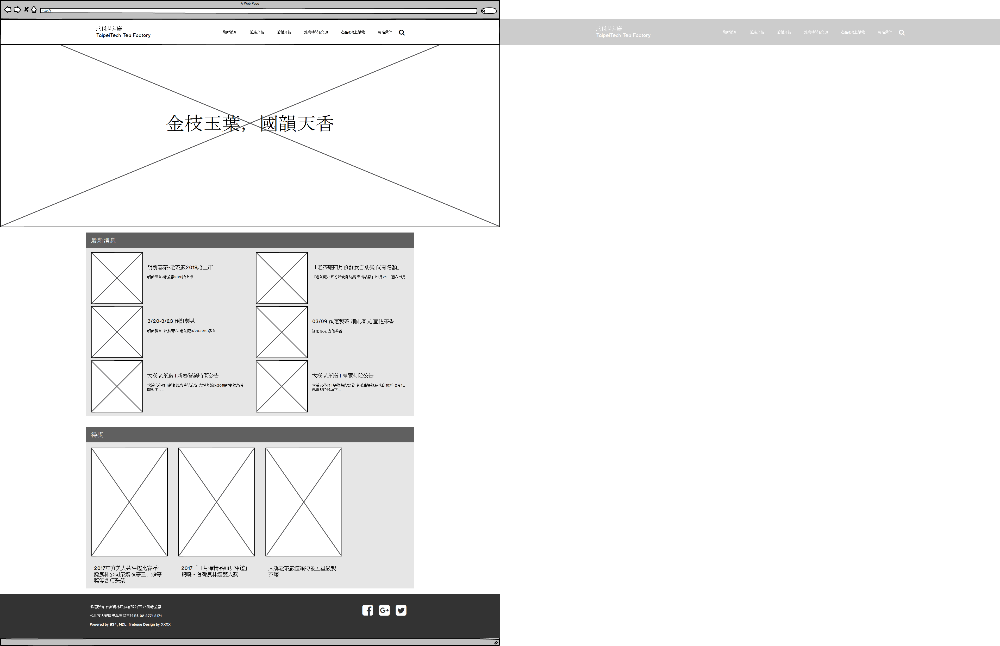 A Web Page
http://
北科老茶廠
TaipeiTech Tea Factory
最新消息 茶廠介紹 茶種介紹 營業時間&交通 產品&線上購物 聯絡我們
北科老茶廠
TaipeiTech Tea Factory
最新消息 茶廠介紹 茶種介紹 營業時間&交通 產品&線上購物 聯絡我們
金枝玉葉，國韻天香
最新消息
明前春茶-老茶廠2018始上市
明前春茶-老茶廠2018始上市
「老茶廠四月份舒食自助餐 尚有名額」
「老茶廠四月份舒食自助餐 尚有名額」四月21日 週六四月...
3/20-3/23 預訂製茶
明前製茶 沉於菁心 老茶廠3/20-3/23製茶中
03/09 預定製茶 細雨春光 宜佐茶香
細雨春光 宜佐茶香
大溪老茶廠 l 新春營業時間公告
大溪老茶廠 l 新春營業時間公告 大溪老茶廠2018新春營業時
間如下：...
大溪老茶廠 l 導覽時段公告
大溪老茶廠 l 導覽時段公告 老茶廠導覽服務自107年2月1日
起調整時段如下:...
得獎
2017東方美人茶評鑑比賽-台
灣農林公司榮獲頭等三、頭等
獎等各項殊榮
2017「日月潭精品咖啡評鑑」
揭曉 - 台灣農林獲雙大獎
大溪老茶廠獲頒特優五星級製
茶廠
版權所有 台灣農林股份有限公司 北科老茶廠
台北市大安區忠孝東路三段1號 02 2771 2171
Powered by BS4, MDL, firebase Design by XXXX